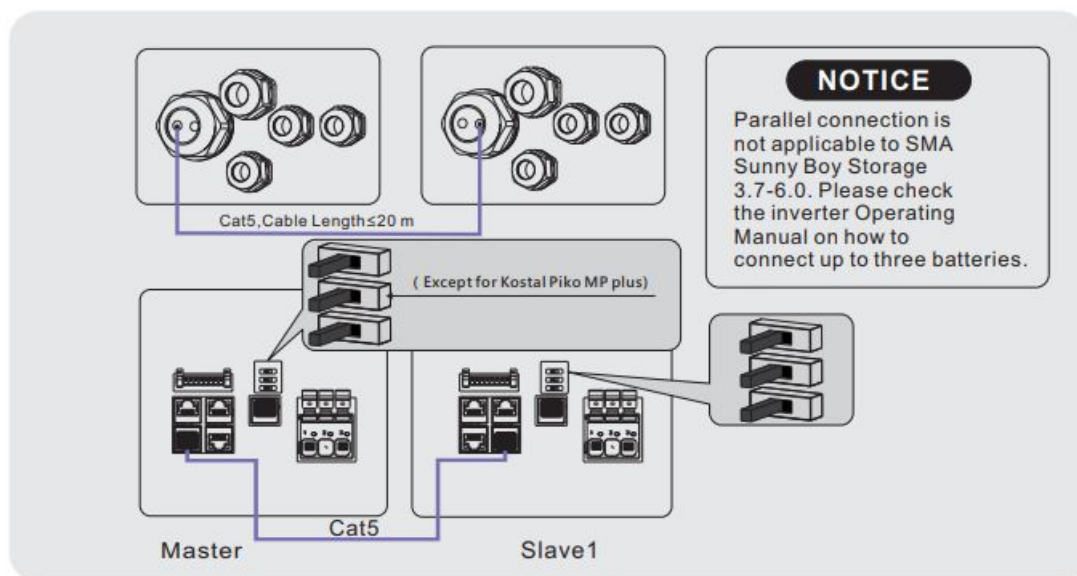 NOTICE
Parallel connection is
not applicable to SMA
Sunny Boy Storage
3.7-6.0. Please check
the inverter Operating
Manual on how to
connect up to three batteries.
Cat5,Cable Length≤20 m
( Except for Kostal Piko MP plus)
Cat5
Master
Slave1